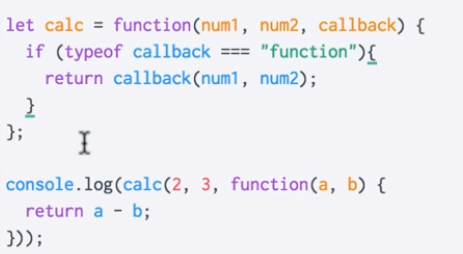 let calc = function(num1, num2, callback) {
  if (typeof callback === "function"){
    return callback(num1, num2);
  }
};

console.log(calc(2, 3, function(a, b) {
  return a - b;
}));